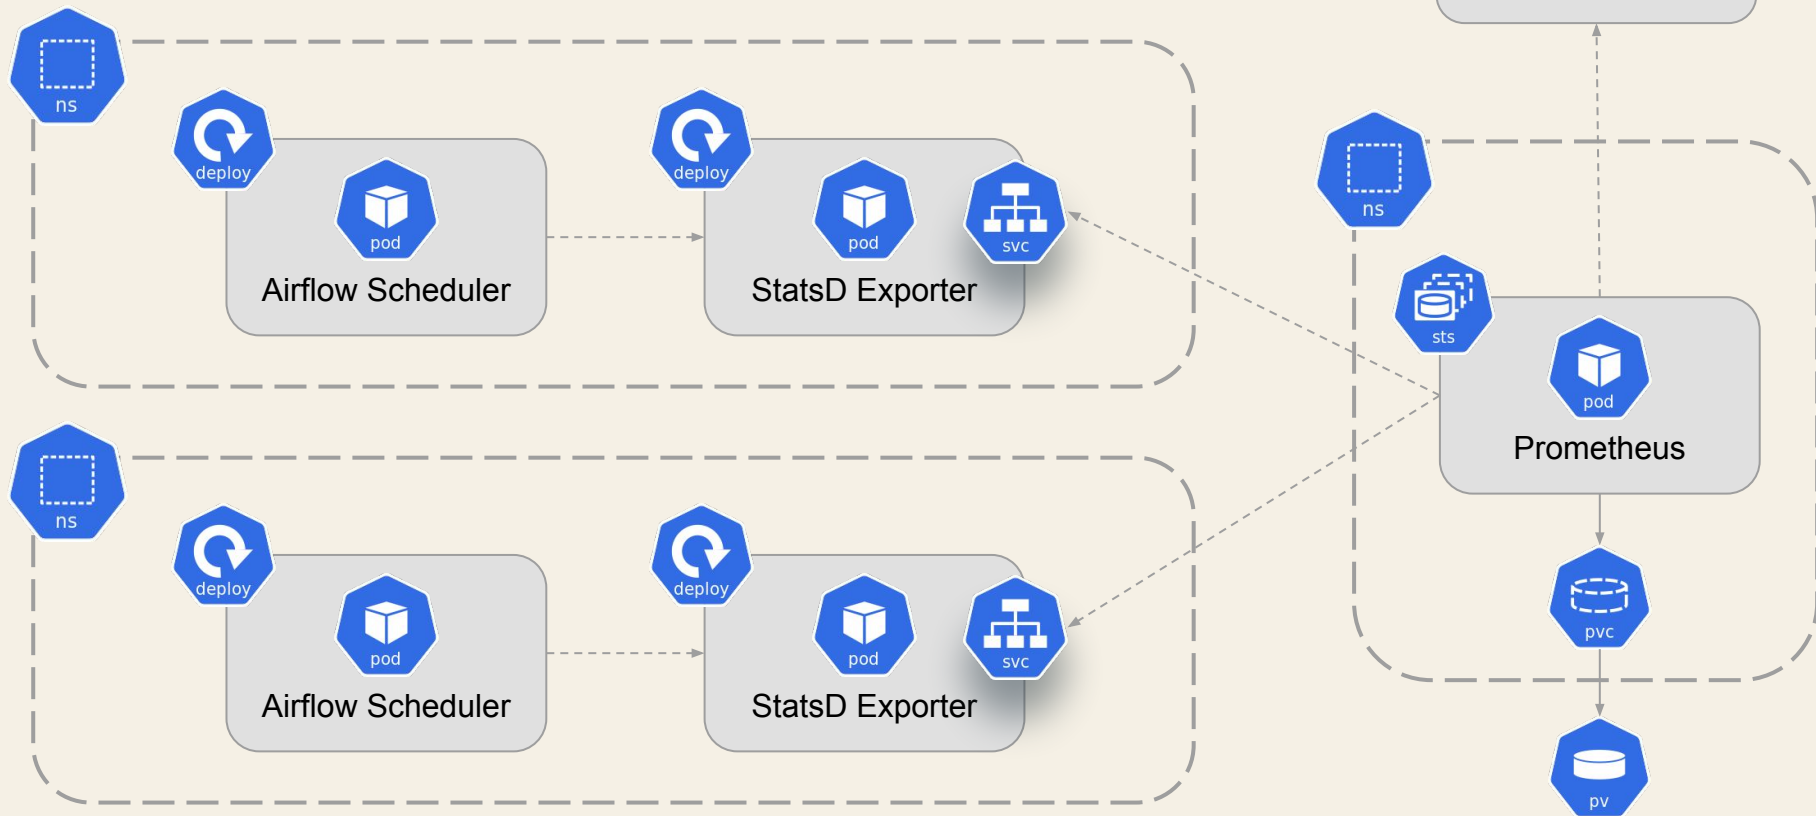 ns
deploy
pod
Airflow Scheduler
deploy
pod
svc
StatsD Exporter
ns
deploy
pod
Airflow Scheduler
deploy
pod
svc
StatsD Exporter
ns
sts
pod
Prometheus
pvc
pv